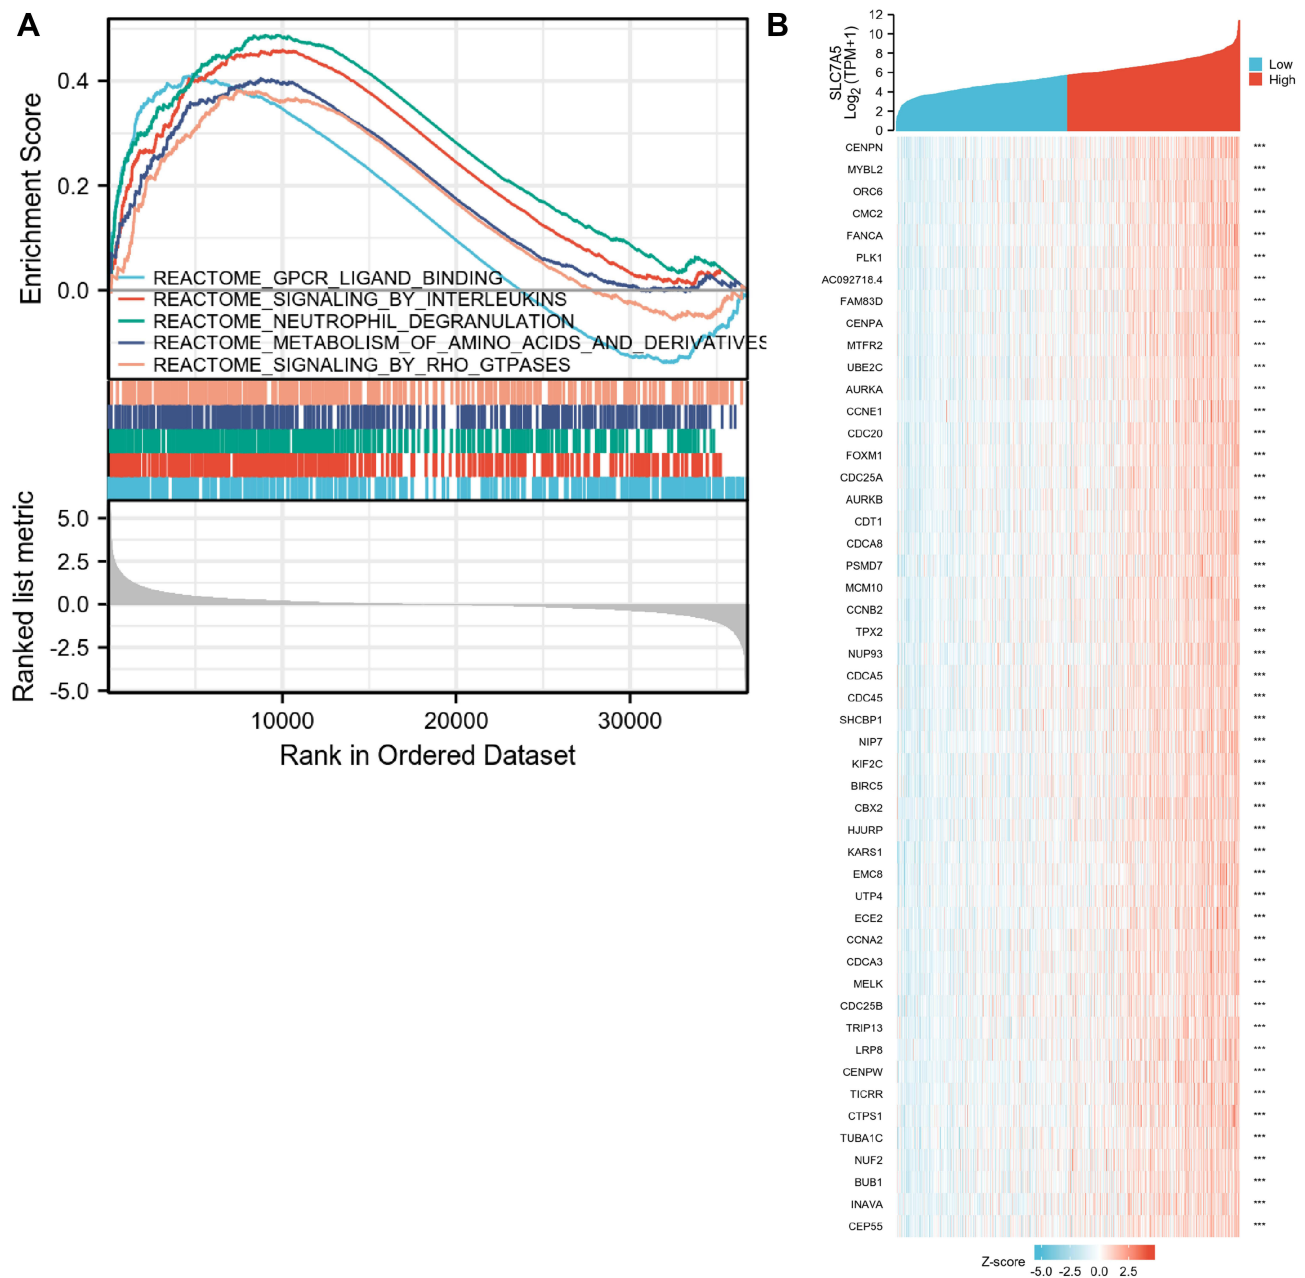 A
Enrichment Score
0.4
0.2
0.0
REACTOME_GPCR_LIGAND_BINDING
REACTOME_SIGNALING_BY_INTERLEUKINS
REACTOME_NEUTROPHIL_DEGRANULATION
REACTOME_METABOLISM_OF_AMINO_ACIDS_AND_DERIVATIVES
REACTOME_SIGNALING_BY_RHO_GTPASES
Ranked list metric
5.0
2.5
0.0
-2.5
-5.0
10000 20000 30000
Rank in Ordered Dataset
B
SLC7A5
Log2 (TPM+1)
12
10
8
6
4
2
0
Low
High
CENPN ***
MYBL2 ***
ORC6 ***
CMC2 ***
FANCA ***
PLK1 ***
AC092718.4 ***
FAM83D ***
CENPA ***
MTFR2 ***
UBE2C ***
AURKA ***
CCNE1 ***
CDC20 ***
FOXM1 ***
CDC25A ***
AURKB ***
CDT1 ***
CDCA8 ***
PSMD7 ***
MCM10 ***
CCNB2 ***
TPX2 ***
NUP93 ***
CDCA5 ***
CDC45 ***
SHCBP1 ***
NIP7 ***
KIF2C ***
BIRC5 ***
CBX2 ***
HJURP ***
KARS1 ***
EMC8 ***
UTP4 ***
ECE2 ***
CCNA2 ***
CDCA3 ***
MELK ***
CDC25B ***
TRIP13 ***
LRP8 ***
CENPW ***
TICRR ***
CTPS1 ***
TUBA1C ***
NUF2 ***
BUB1 ***
INAVA ***
CEP55 ***
Z-score
-5.0 -2.5 0.0 2.5